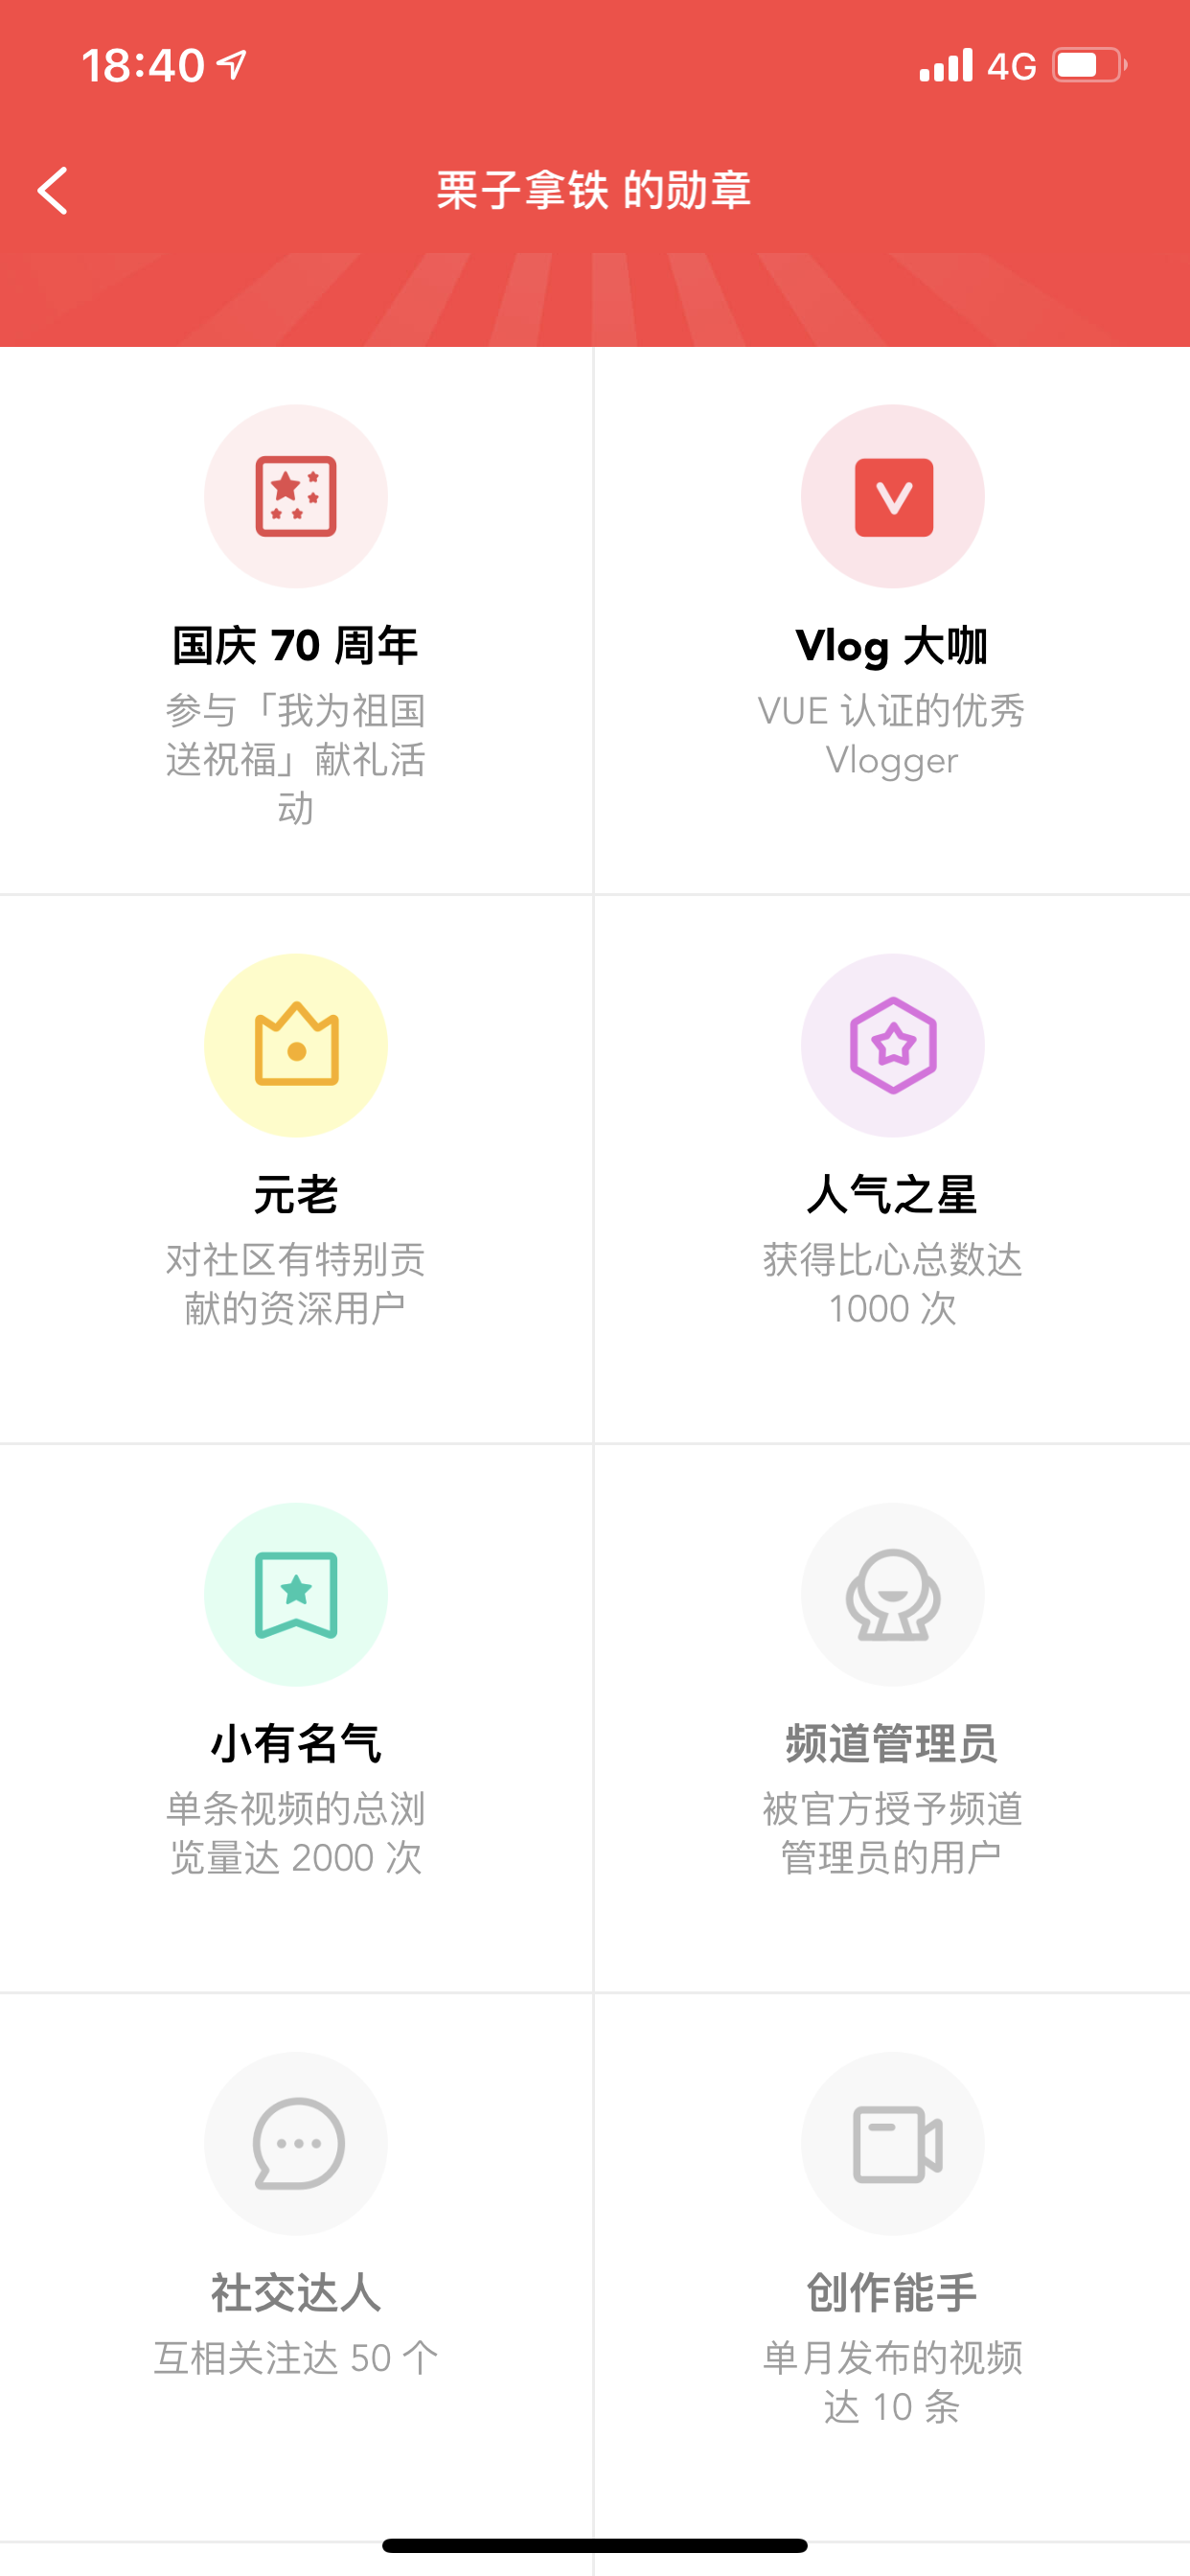 18:40
4G
栗子拿铁 的勋章
国庆 70 周年
参与「我为祖国
送祝福」献礼活
动
Vlog 大咖
VUE 认证的优秀
Vlogger
元老
对社区有特别贡
献的资深用户
人气之星
获得比心总数达
1000 次
小有名气
单条视频的总浏
览量达 2000 次
频道管理员
被官方授予频道
管理员的用户
社交达人
互相关注达 50 个
创作能手
单月发布的视频
达 10 条